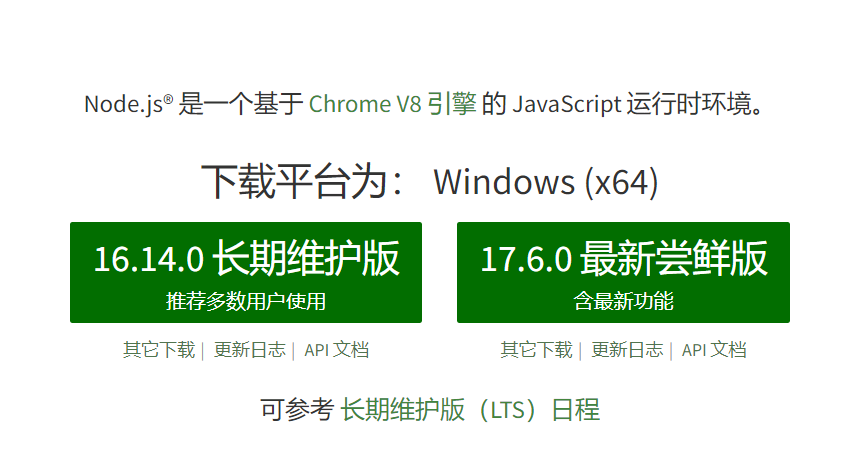 Node.js® 是一个基于 Chrome V8 引擎 的 JavaScript 运行时环境。
下载平台为： Windows (x64)
16.14.0 长期维护版
推荐多数用户使用
17.6.0 最新尝鲜版
含最新功能
其它下载 | 更新日志 | API 文档
其它下载 | 更新日志 | API 文档
可参考 长期维护版（LTS）日程